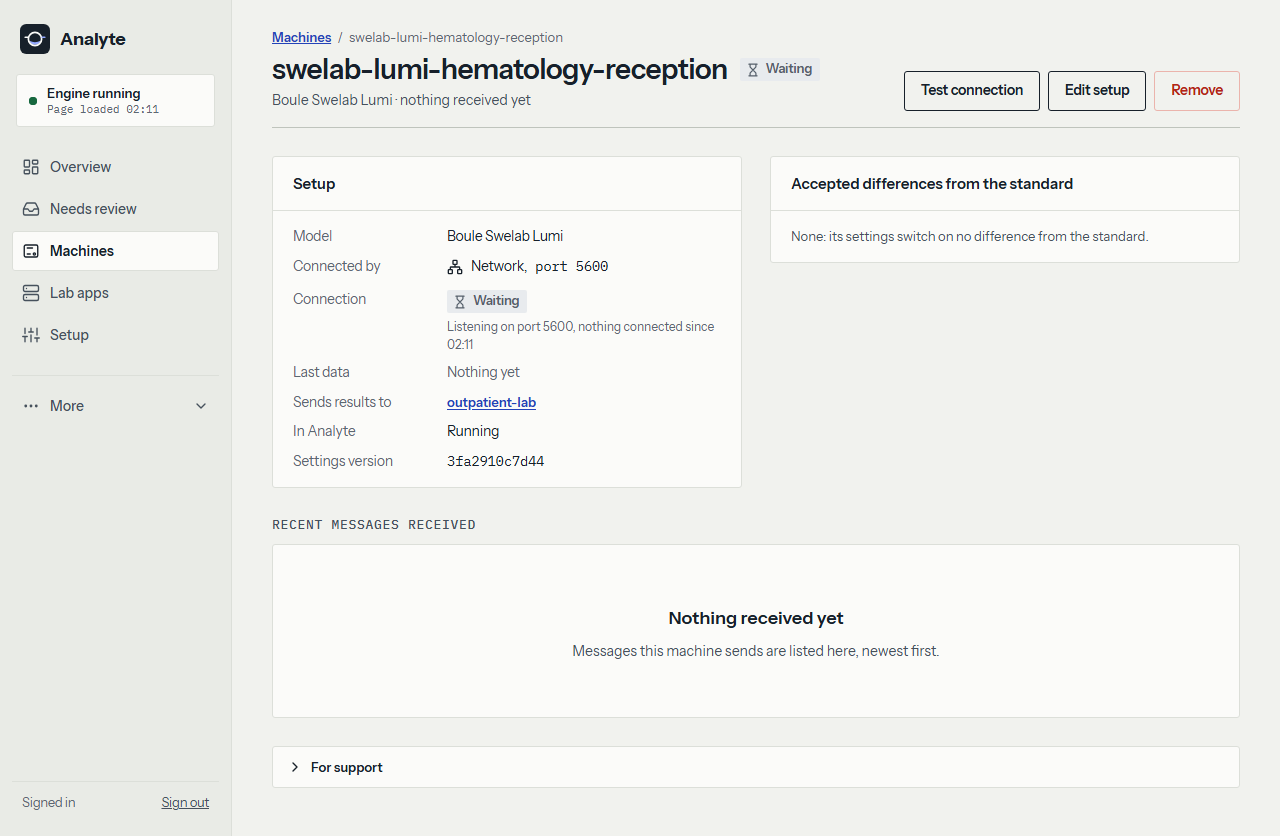 Analyte
Engine running
Page loaded 02:11
Overview
Needs review
Machines
Lab apps
Setup
More
Signed in
Sign out
Machines / swelab-lumi-hematology-reception
swelab-lumi-hematology-reception
Waiting
Boule Swelab Lumi · nothing received yet
Test connection
Edit setup
Remove
Setup
Model Boule Swelab Lumi
Connected by Network, port 5600
Connection Waiting
Listening on port 5600, nothing connected since
02:11
Last data Nothing yet
Sends results to outpatient-lab
In Analyte Running
Settings version 3fa2910c7d44
Accepted differences from the standard
None: its settings switch on no difference from the standard.
RECENT MESSAGES RECEIVED
Nothing received yet
Messages this machine sends are listed here, newest first.
For support